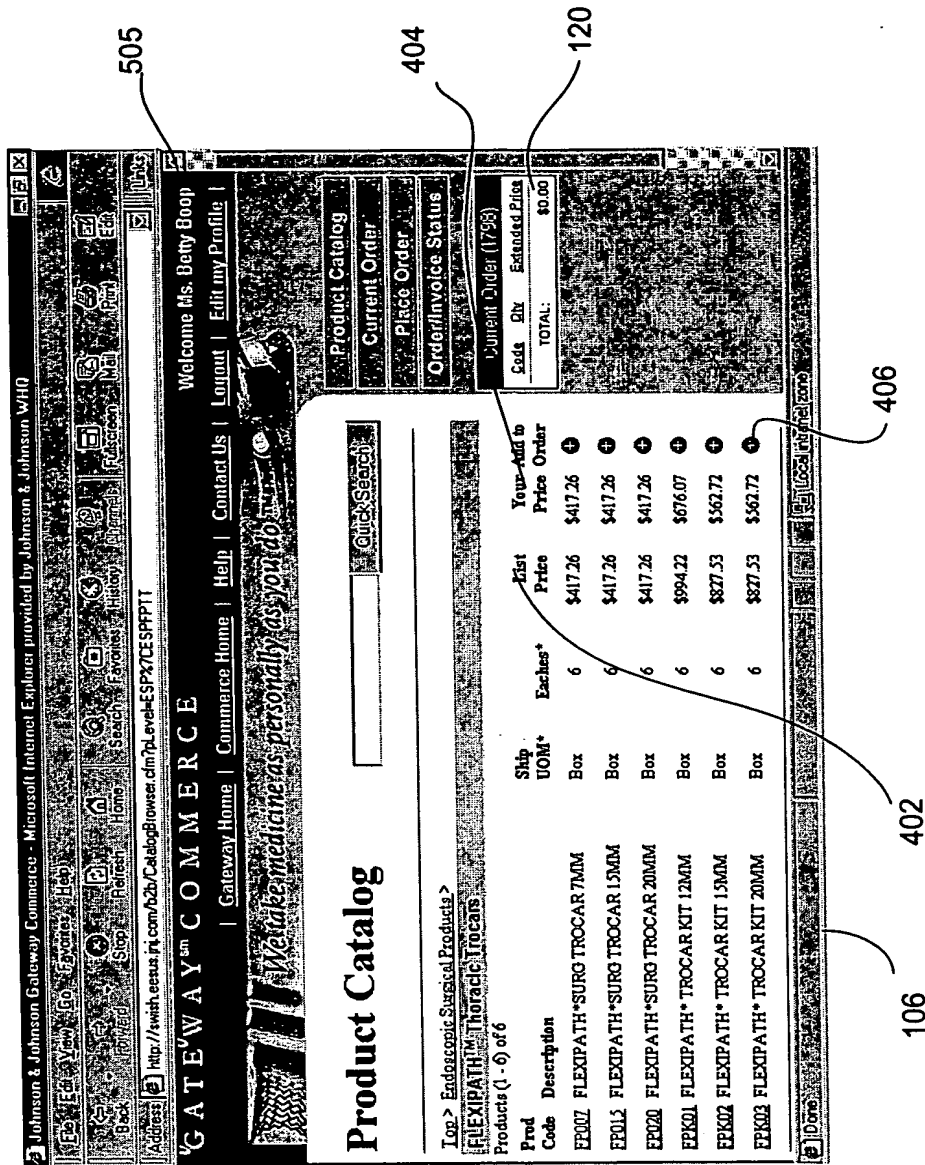 Johnson & Johnson Gateway Commerce - Microsoft Internet Explorer provided by Johnson & Johnson WHQ
File Edit View Go Favorites Help
Back Forward Stop Refresh Home Search Favorites History Channels Fullscreen Mail Print Edit
Address http://swish.eesus.jnj.com/b2b/CatalogBrowser.cfm?pLevel=ESP%7CESPFPTT Links
GATEWAY sm COMMERCE
Welcome Ms. Betty Boop
| Gateway Home | Commerce Home | Help | Contact Us | Logout | Edit my Profile |
We take medicine as personally as you do
Product Catalog
QuickSearch
Product Catalog
Current Order
Place Order
Order/Invoice Status
Current Order (1793)
Code Qty Extended Price
TOTAL: $0.00
Top > Endoscopic Surgical Products >
FLEXIPATH™ Thoracic Trocars
Products (1 - 6) of 6
Prod Code Description Ship UOM* Eaches* List Price Your Price Add to Order
FP007 FLEXIPATH*SURG TROCAR 7MM Box 6 $417.26 $417.26 +
FP015 FLEXIPATH*SURG TROCAR 15MM Box 6 $417.26 $417.26 +
FP020 FLEXIPATH*SURG TROCAR 20MM Box 6 $417.26 $417.26 +
FPK01 FLEXIPATH* TROCAR KIT 12MM Box 6 $994.22 $676.07 +
FPK02 FLEXIPATH* TROCAR KIT 15MM Box 6 $827.53 $562.72 +
FPK03 FLEXIPATH* TROCAR KIT 20MM Box 6 $827.53 $562.72 +
Done
Local intranet zone
505
404
120
406
402
106